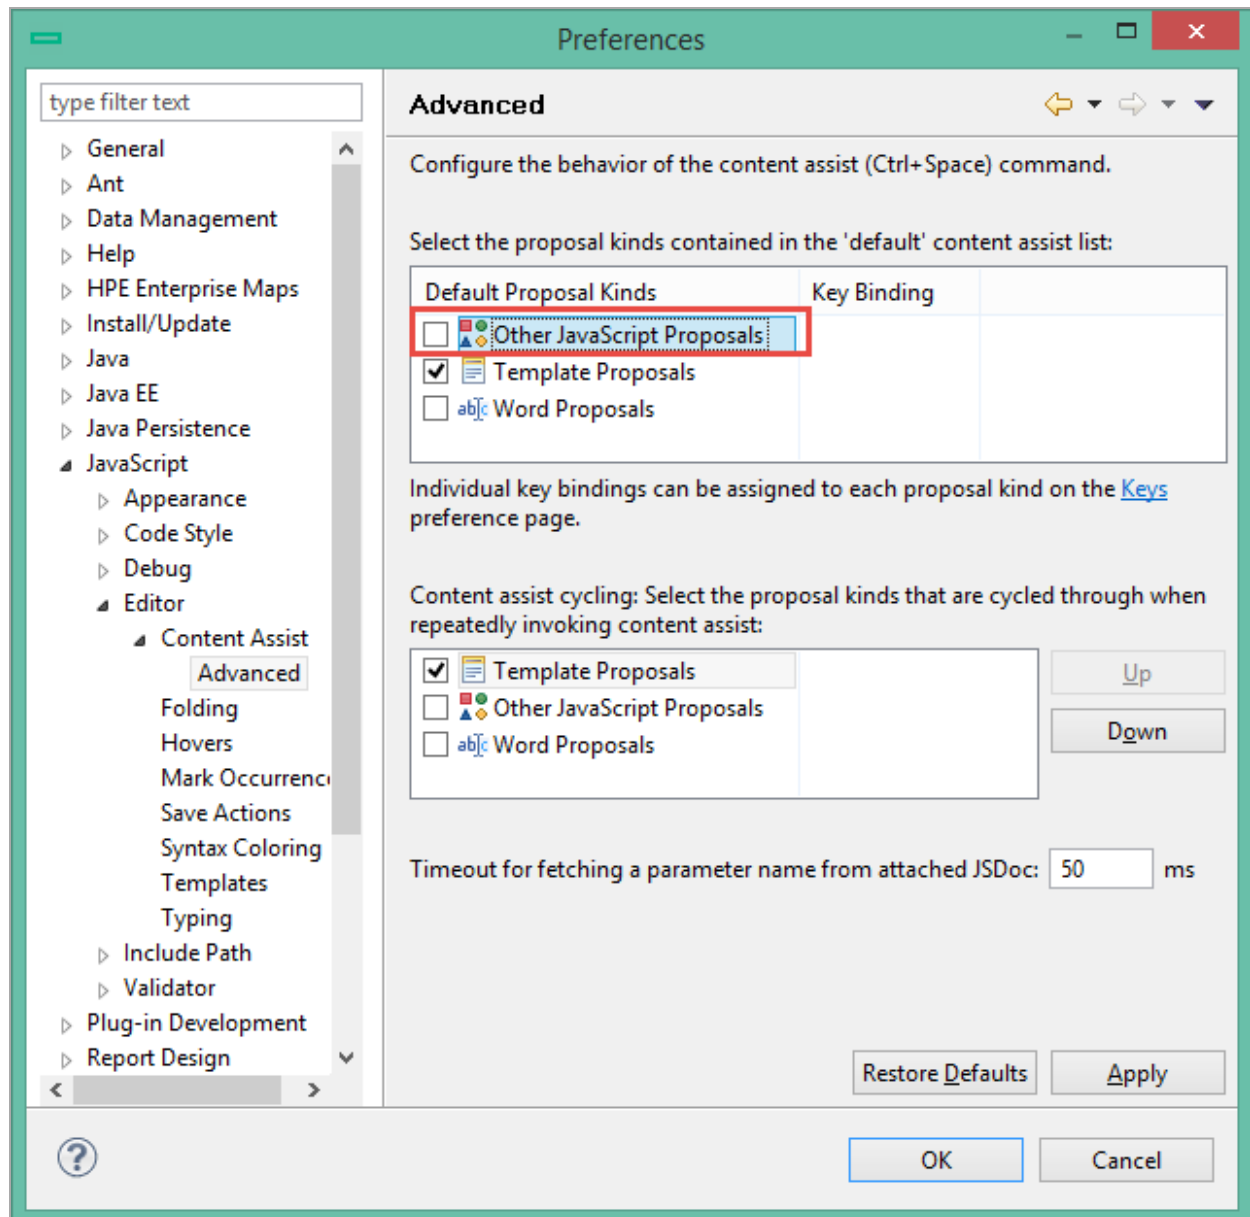 Preferences
type filter text
General
Ant
Data Management
Help
HPE Enterprise Maps
Install/Update
Java
Java EE
Java Persistence
JavaScript
Appearance
Code Style
Debug
Editor
Content Assist
Advanced
Folding
Hovers
Mark Occurrenc
Save Actions
Syntax Coloring
Templates
Typing
Include Path
Validator
Plug-in Development
Report Design
Advanced
Configure the behavior of the content assist (Ctrl+Space) command.
Select the proposal kinds contained in the 'default' content assist list:
Default Proposal Kinds Key Binding
Other JavaScript Proposals
Template Proposals
Word Proposals
Individual key bindings can be assigned to each proposal kind on the Keys
preference page.
Content assist cycling: Select the proposal kinds that are cycled through when
repeatedly invoking content assist:
Template Proposals
Other JavaScript Proposals
Word Proposals
Up
Down
Timeout for fetching a parameter name from attached JSDoc: 50 ms
Restore Defaults Apply
OK Cancel